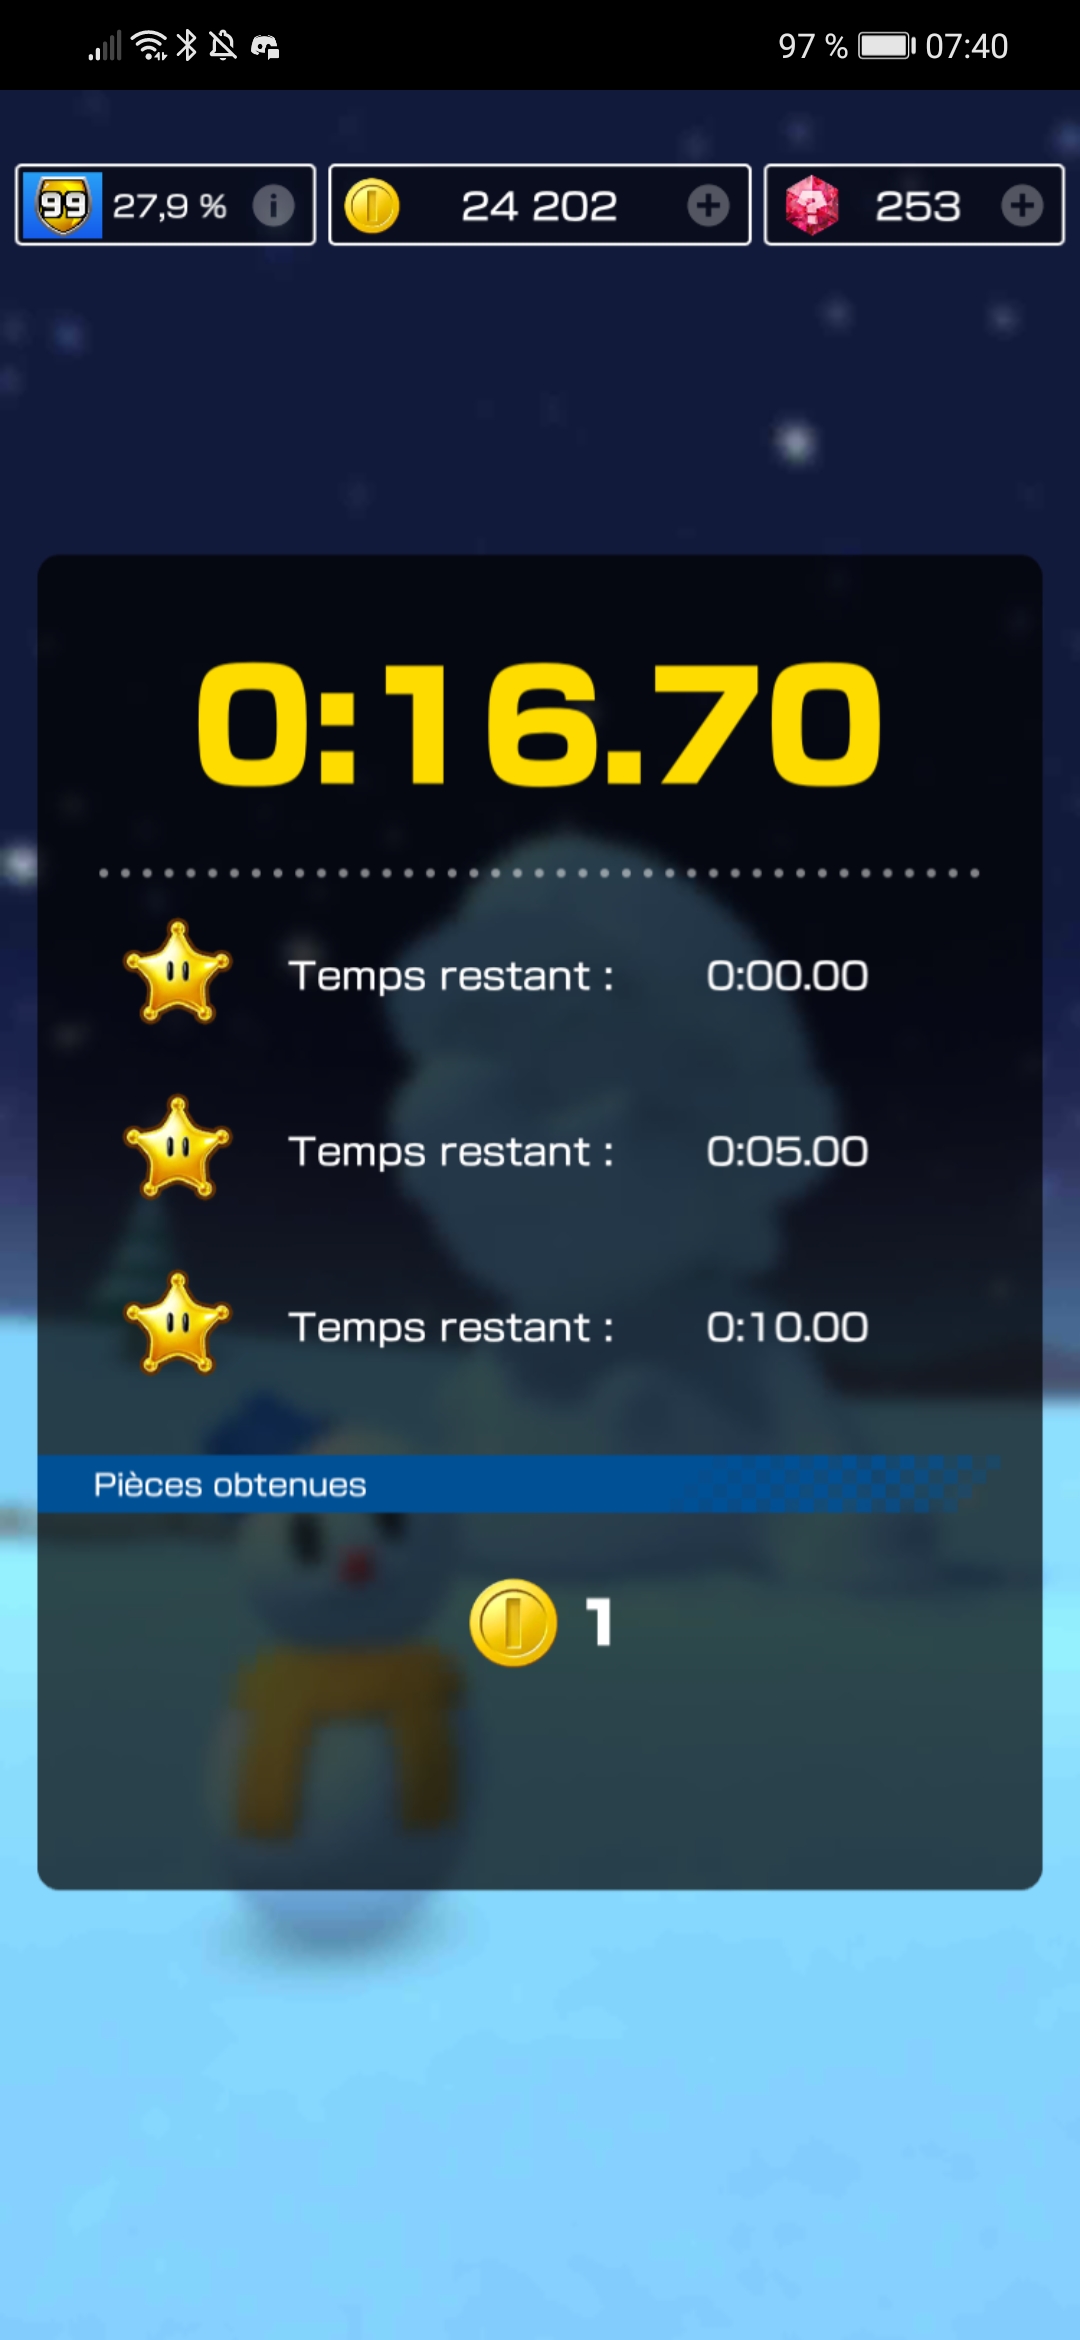 97 % 07:40
99 27,9 % i 24 202 + 253 +
0:16.70
Temps restant : 0:00.00
Temps restant : 0:05.00
Temps restant : 0:10.00
Pièces obtenues
1